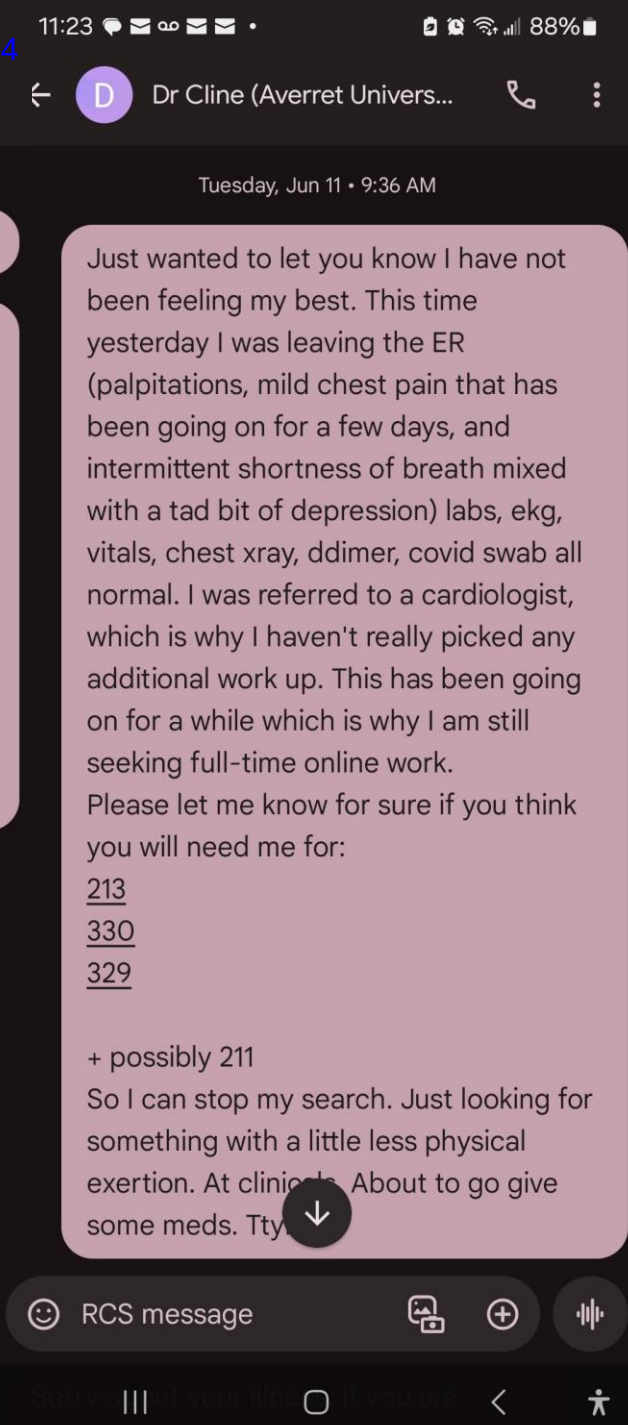 11:23
88%
4
D
Dr Cline (Averret Univers...
Tuesday, Jun 11 • 9:36 AM
Just wanted to let you know I have not
been feeling my best. This time
yesterday I was leaving the ER
(palpitations, mild chest pain that has
been going on for a few days, and
intermittent shortness of breath mixed
with a tad bit of depression) labs, ekg,
vitals, chest xray, ddimer, covid swab all
normal. I was referred to a cardiologist,
which is why I haven't really picked any
additional work up. This has been going
on for a while which is why I am still
seeking full-time online work.
Please let me know for sure if you think
you will need me for:
213
330
329
+ possibly 211
So I can stop my search. Just looking for
something with a little less physical
exertion. At About to go give
some meds.
RCS message
Sorry about your illness. If you are